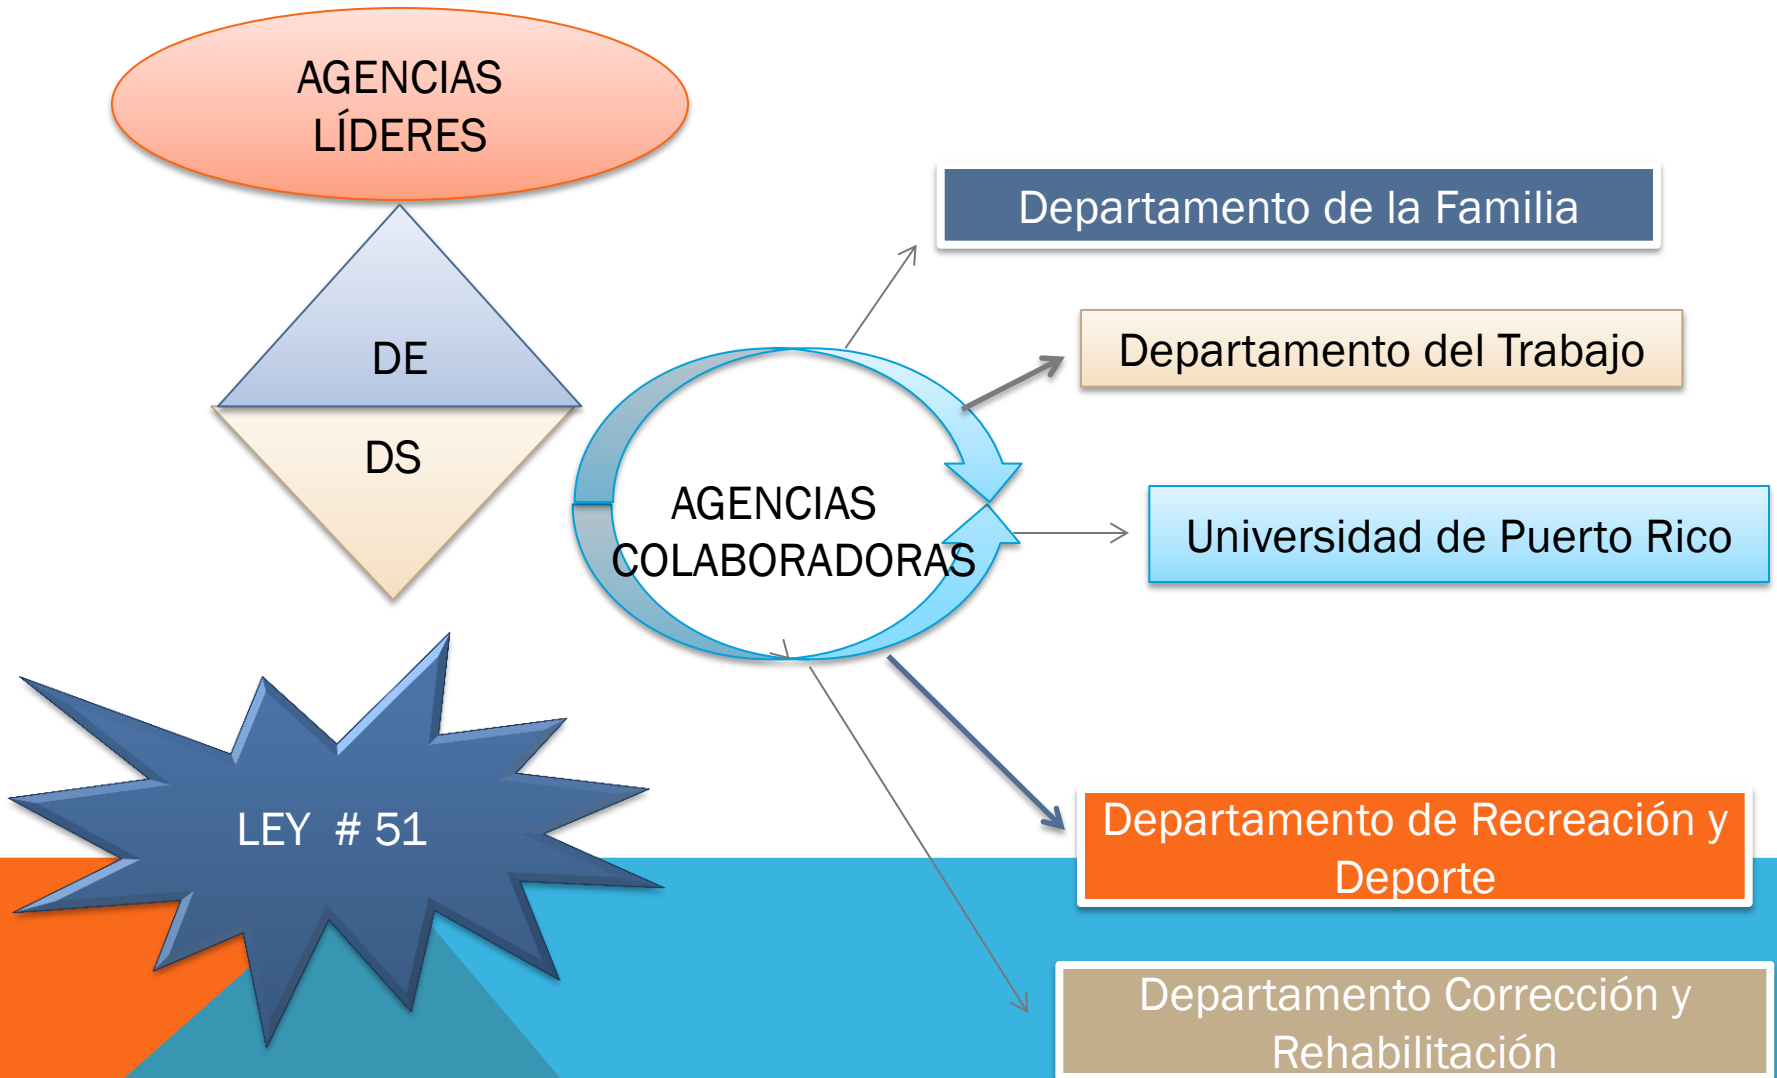 AGENCIAS
LÍDERES
DE
DS
LEY # 51
AGENCIAS
COLABORADORAS
Departamento de la Familia
Departamento del Trabajo
Universidad de Puerto Rico
Departamento de Recreación y
Deporte
Departamento Corrección y
Rehabilitación